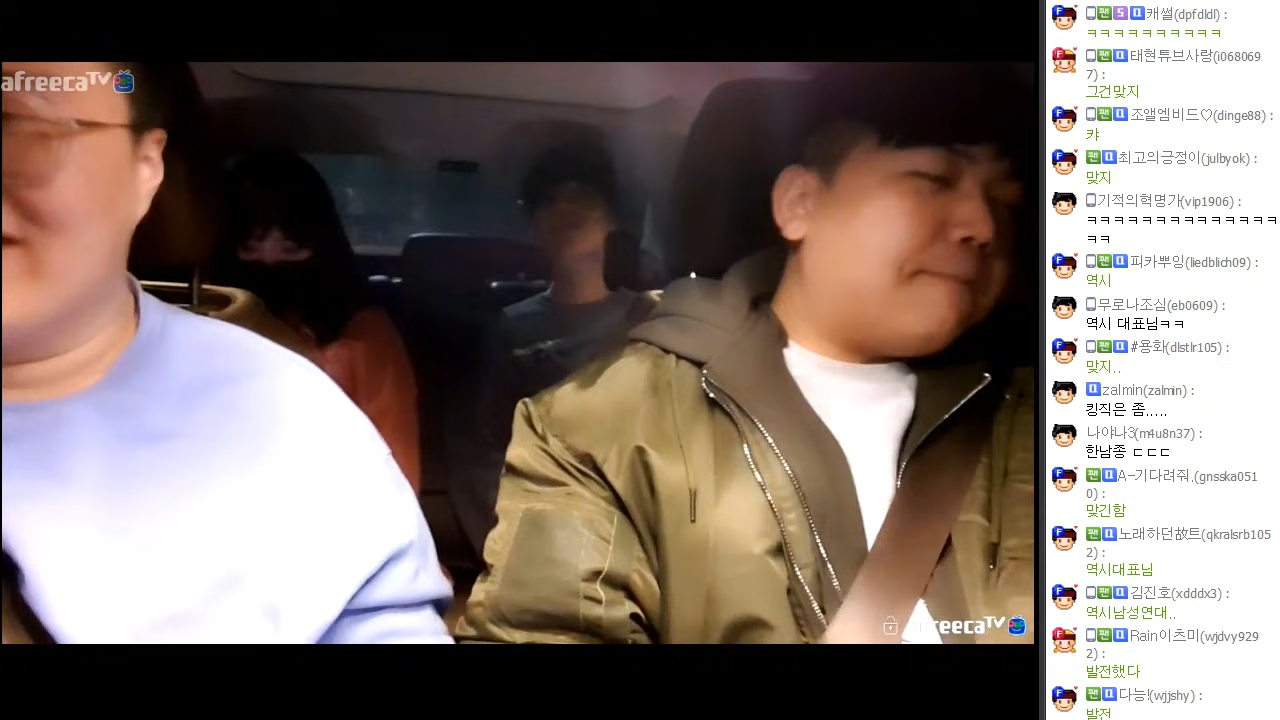 afreecaTV
캐썰(dpfdldl) :
ㅋㅋㅋㅋㅋㅋㅋㅋㅋㅋ
태현튜브사랑(i068069
7) :
그건맞지
조앨엠비드♡(dinge88) :
캬
최고의긍정이(julbyok) :
맞지
기적의혁명가(vip1906) :
ㅋㅋㅋㅋㅋㅋㅋㅋㅋㅋㅋㅋㅋㅋ
ㅋㅋ
피카뿌잉(liedblich09) :
역시
무로나조심(eb0609) :
역시 대표님ㅋㅋ
#용화(dlstlr105) :
맞지..
zalmin(zalmin) :
킹직은 좀.....
나야나3(m4u8n37) :
한남종 ㄷㄷㄷ
A-기다려줘.(gnsska051
0) :
맞긴함
노래하던故트(qkralsrb105
2) :
역시대표님
김진호(xdddx3) :
역시남성연대..
Rain이츠미(wjdvy929
2) :
발전했다
다능!(wjjshy) :
발전
afreecaTV